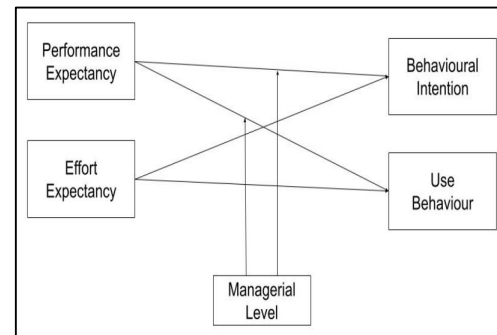 Performance
Expectancy
Behavioural
Intention
Effort
Expectancy
Use
Behaviour
Managerial
Level